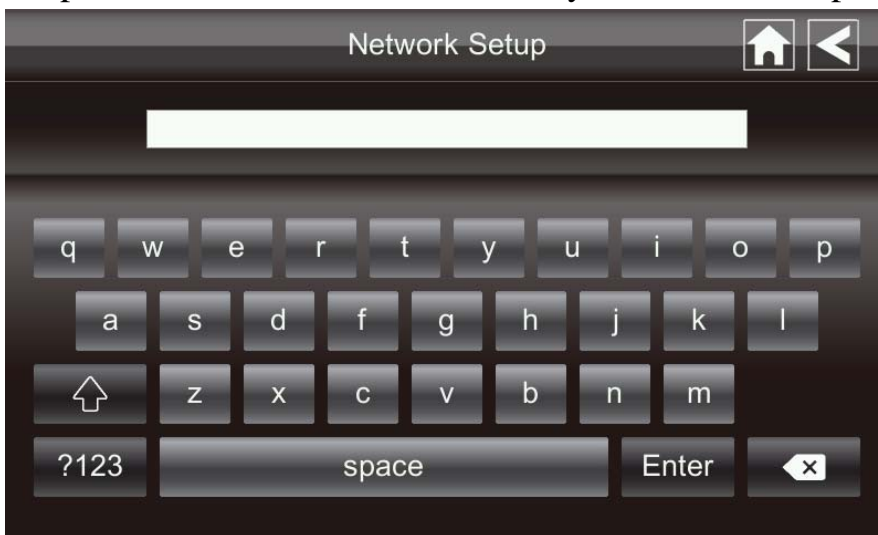 Network Setup
q w e r t y u i o p
a s d f g h j k l
z x c v b n m
?123 space Enter